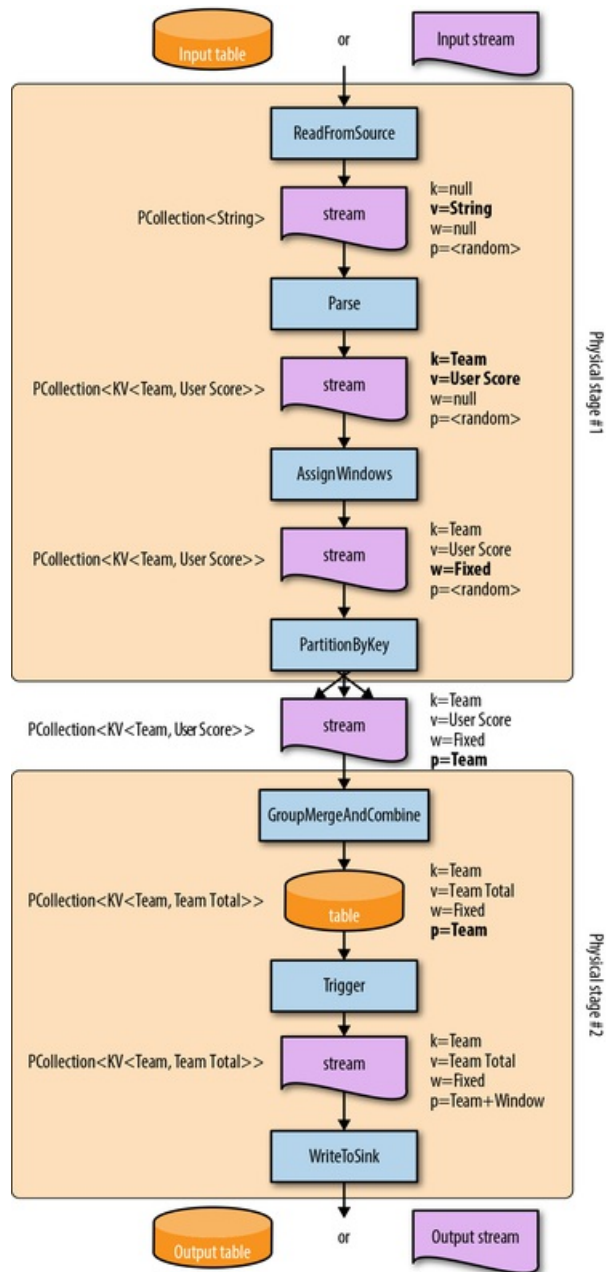 Input table
or
Input stream
ReadFromSource
PCollection<String>
stream
k=null
v=String
w=null
p=<random>
Parse
PCollection<KV<Team, User Score>>
stream
k=Team
v=User Score
w=null
p=<random>
AssignWindows
PCollection<KV<Team, User Score>>
stream
k=Team
v=User Score
w=Fixed
p=<random>
PartitionByKey
Physical stage #1
PCollection<KV<Team, User Score>>
stream
k=Team
v=User Score
w=Fixed
p=Team
GroupMergeAndCombine
PCollection<KV<Team, Team Total>>
table
k=Team
v=Team Total
w=Fixed
p=Team
Trigger
PCollection<KV<Team, Team Total>>
stream
k=Team
v=Team Total
w=Fixed
p=Team+Window
WriteToSink
Physical stage #2
Output table
or
Output stream